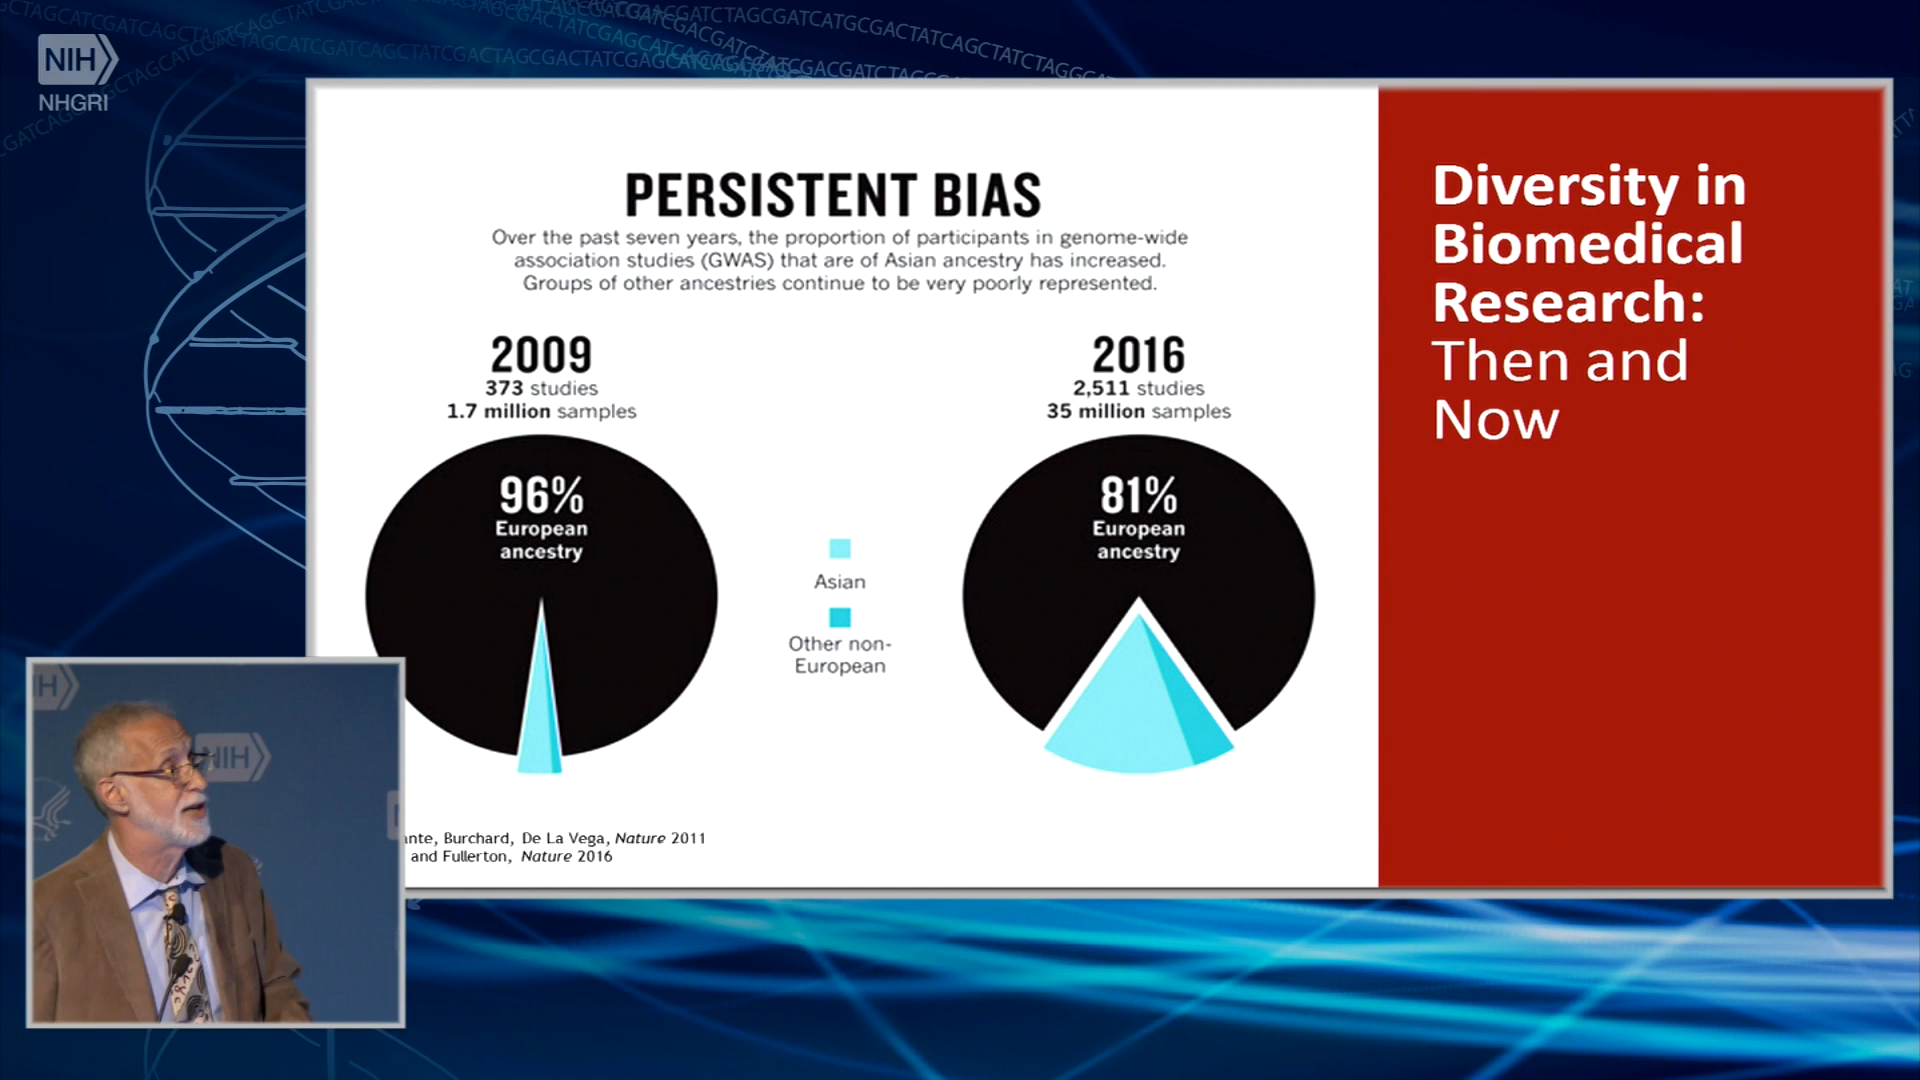 NIH
NHGRI
PERSISTENT BIAS
Over the past seven years, the proportion of participants in genome-wide
association studies (GWAS) that are of Asian ancestry has increased.
Groups of other ancestries continue to be very poorly represented.
2009
373 studies
1.7 million samples
96%
European
ancestry
2016
2,511 studies
35 million samples
81%
European
ancestry
Asian
Other non-
European
Burchard, De La Vega, Nature 2011
and Fullerton, Nature 2016
Diversity in
Biomedical
Research:
Then and
Now
NIH